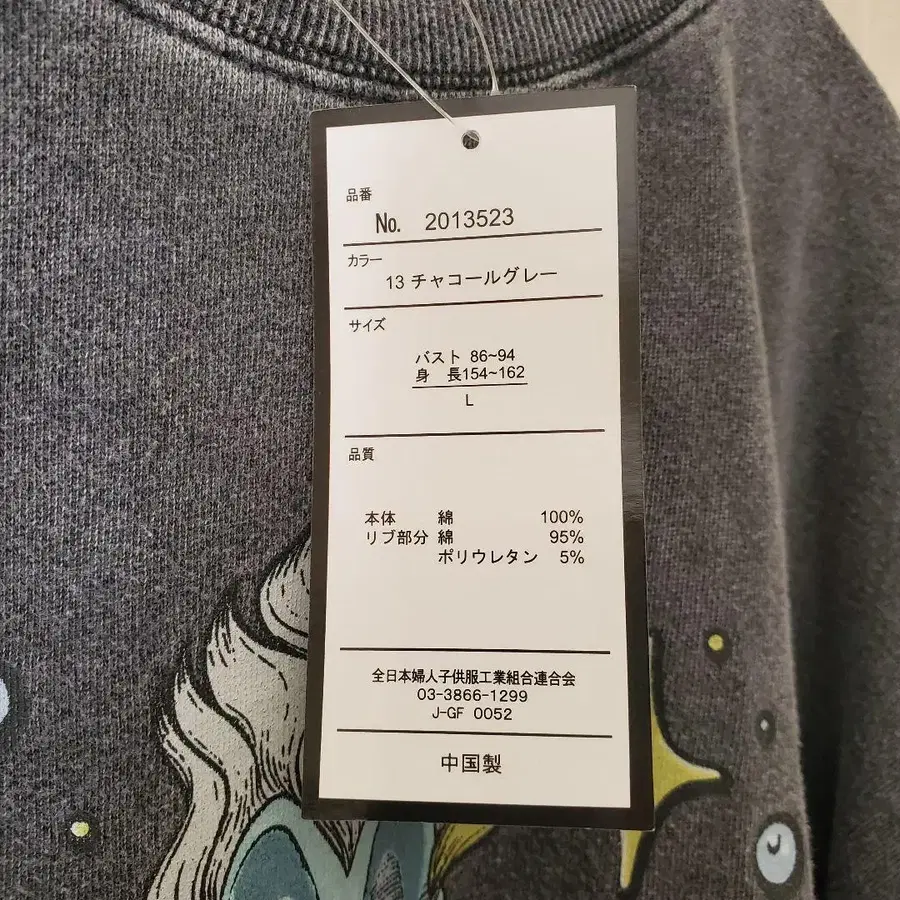 品番
No. 2013523
カラー
13 チャコールグレー
サイズ
バスト 86~94
身 長154~162
L
品質
本体 綿 100%
リブ部分 綿 95%
ポリウレタン 5%
全日本婦人子供服工業組合連合会
03-3866-1299
J-GF 0052
中国製